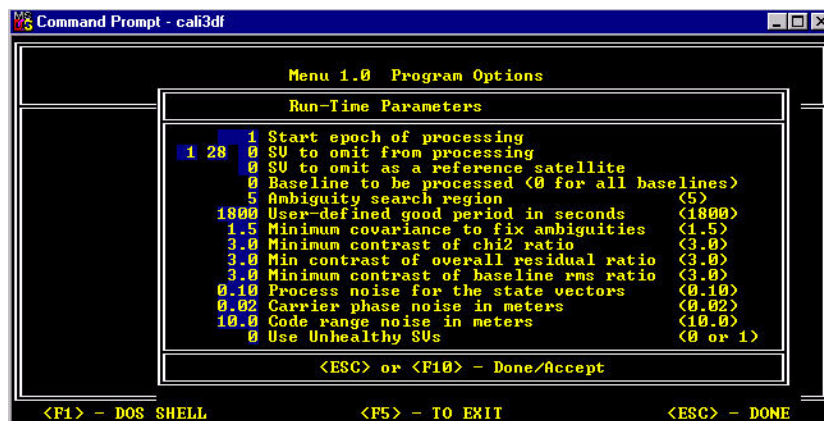 Command Prompt - cali3df
Menu 1.0 Program Options
Run-Time Parameters
1 Start epoch of processing
1 28 0 SV to omit from processing
0 SV to omit as a reference satellite
0 Baseline to be processed (0 for all baselines)
5 Ambiguity search region (5)
1800 User-defined good period in seconds (1800)
1.5 Minimum covariance to fix ambiguities (1.5)
3.0 Minimum contrast of chi2 ratio (3.0)
3.0 Min contrast of overall residual ratio (3.0)
3.0 Minimum contrast of baseline rms ratio (3.0)
0.10 Process noise for the state vectors (0.10)
0.02 Carrier phase noise in meters (0.02)
10.0 Code range noise in meters (10.0)
0 Use Unhealthy SVs (0 or 1)
<ESC> or <F10> - Done/Accept
<F1> - DOS SHELL <F5> - TO EXIT <ESC> - DONE